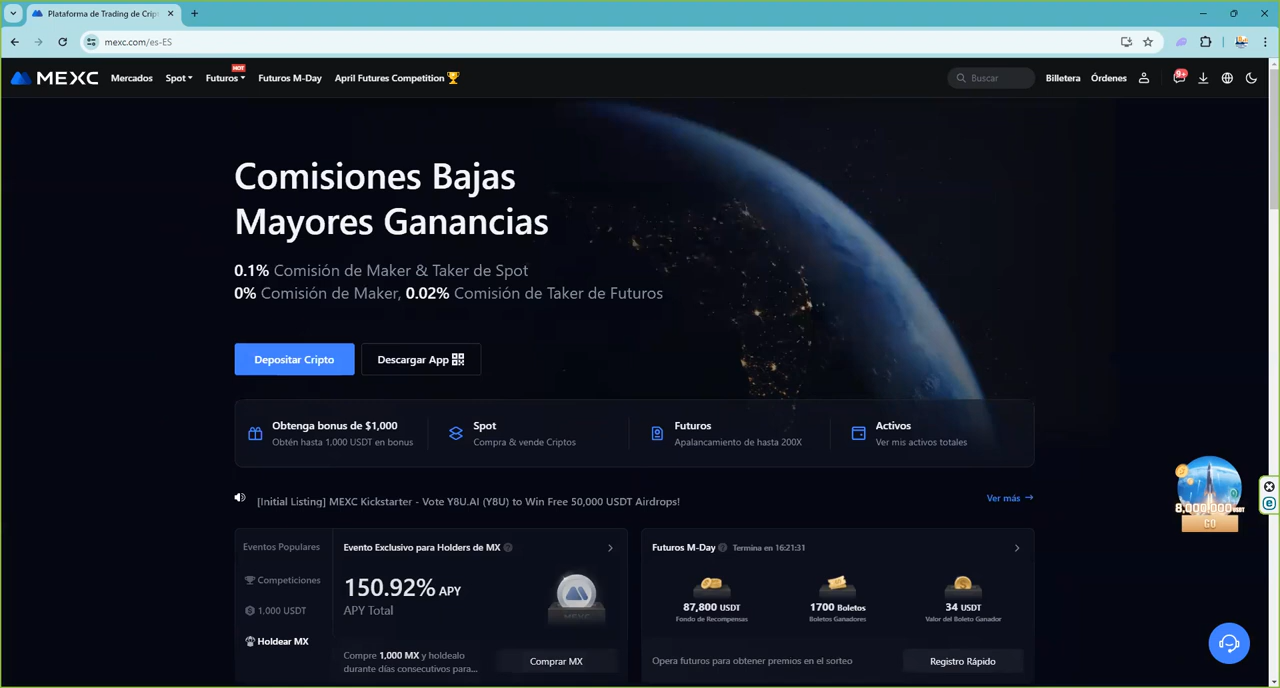 Plataforma de Trading de Crip
mexc.com/es-ES
MEXC
Mercados
Spot
Futuros
HOT
Futuros M-Day
April Futures Competition
Buscar
Billetera
Órdenes
9+
Comisiones Bajas
Mayores Ganancias
0.1% Comisión de Maker & Taker de Spot
0% Comisión de Maker, 0.02% Comisión de Taker de Futuros
Depositar Cripto
Descargar App
Obtenga bonus de $1,000
Obtén hasta 1,000 USDT en bonus
Spot
Compra & vende Criptos
Futuros
Apalancamiento de hasta 200X
Activos
Ver mis activos totales
[Initial Listing] MEXC Kickstarter - Vote Y8U.AI (Y8U) to Win Free 50,000 USDT Airdrops!
Ver más
8,000,000 USDT
GO
Eventos Populares
Competiciones
1,000 USDT
Holdear MX
Evento Exclusivo para Holders de MX
150.92% APY
APY Total
MEXC
Compre 1,000 MX y holdealo
durante días consecutivos para...
Comprar MX
Futuros M-Day
Termina en 16:21:31
87,800 USDT
Fondo de Recompensas
1700 Boletos
Boletos Ganadores
34 USDT
Valor del Boleto Ganador
Opera futuros para obtener premios en el sorteo
Registro Rápido